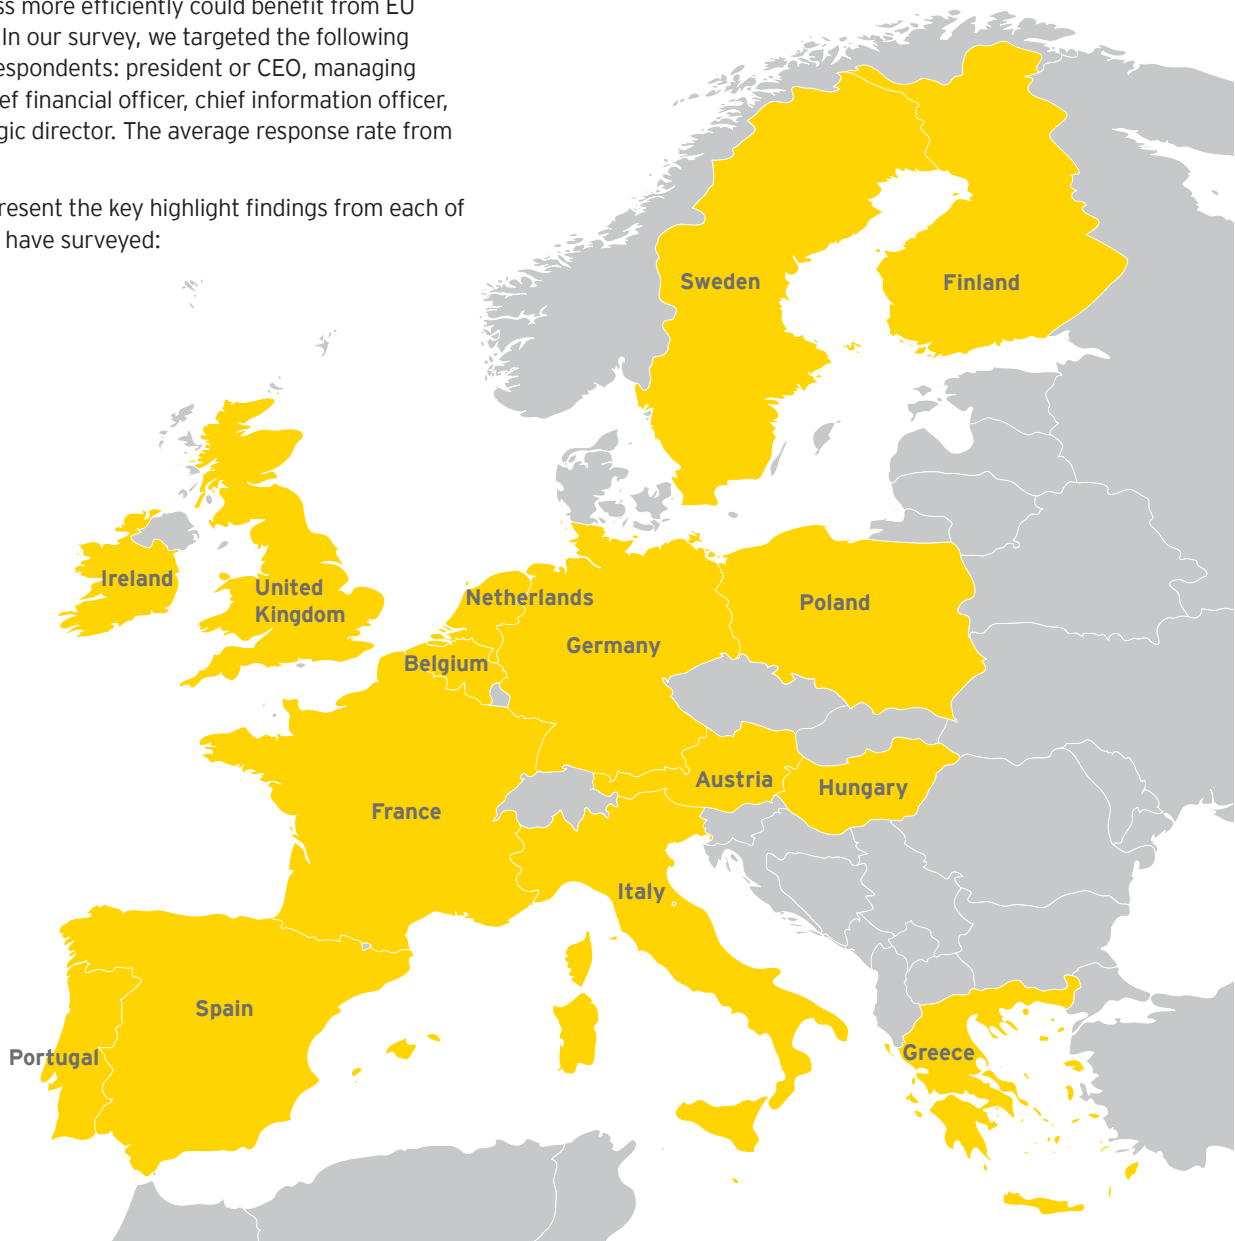 ss more efficiently could benefit from EU
In our survey, we targeted the following
espondents: president or CEO, managing
ef financial officer, chief information officer,
gic director. The average response rate from
resent the key highlight findings from each of
have surveyed:
Sweden
Finland
Ireland
United
Kingdom
Netherlands
Poland
Germany
Belgium
Austria
Hungary
France
Italy
Spain
Portugal
Greece